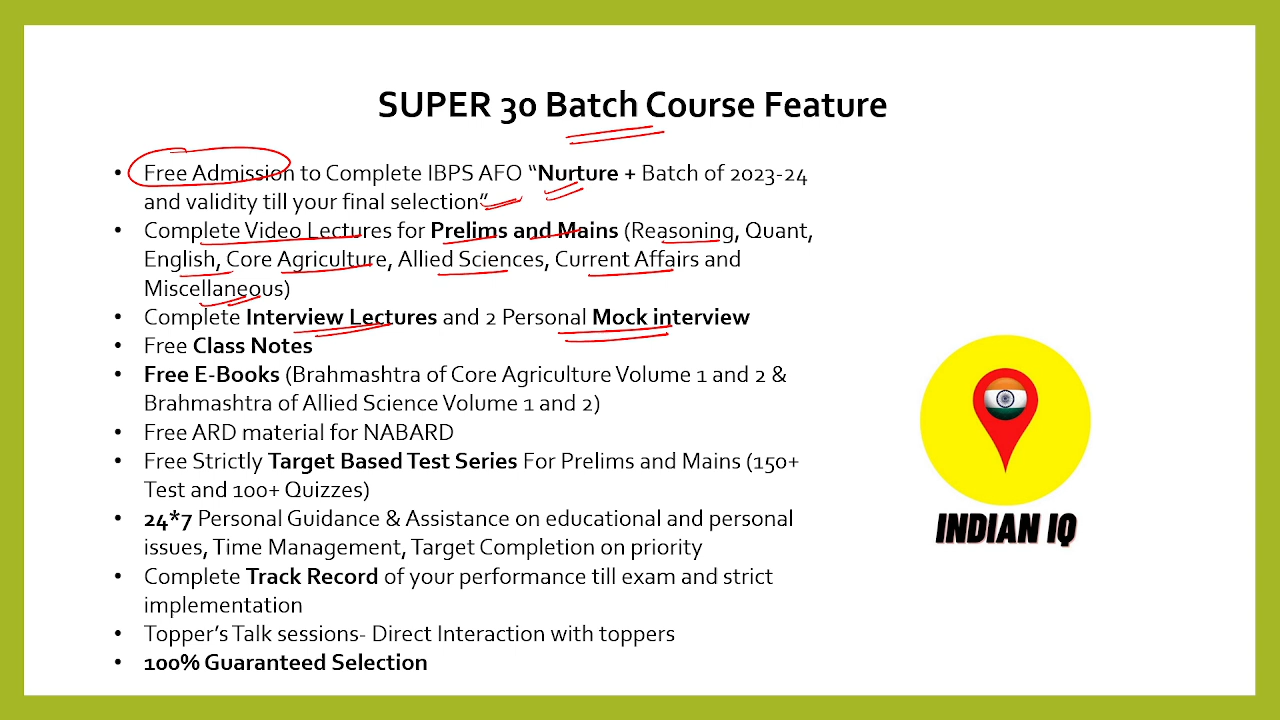 SUPER 30 Batch Course Feature
• Free Admission to Complete IBPS AFO “Nurture + Batch of 2023-24
and validity till your final selection”
• Complete Video Lectures for Prelims and Mains (Reasoning, Quant,
English, Core Agriculture, Allied Sciences, Current Affairs and
Miscellaneous)
• Complete Interview Lectures and 2 Personal Mock interview
• Free Class Notes
• Free E-Books (Brahmashtra of Core Agriculture Volume 1 and 2 &
Brahmashtra of Allied Science Volume 1 and 2)
• Free ARD material for NABARD
• Free Strictly Target Based Test Series For Prelims and Mains (150+
Test and 100+ Quizzes)
• 24*7 Personal Guidance & Assistance on educational and personal
issues, Time Management, Target Completion on priority
• Complete Track Record of your performance till exam and strict
implementation
• Topper’s Talk sessions- Direct Interaction with toppers
• 100% Guaranteed Selection
INDIAN IQ